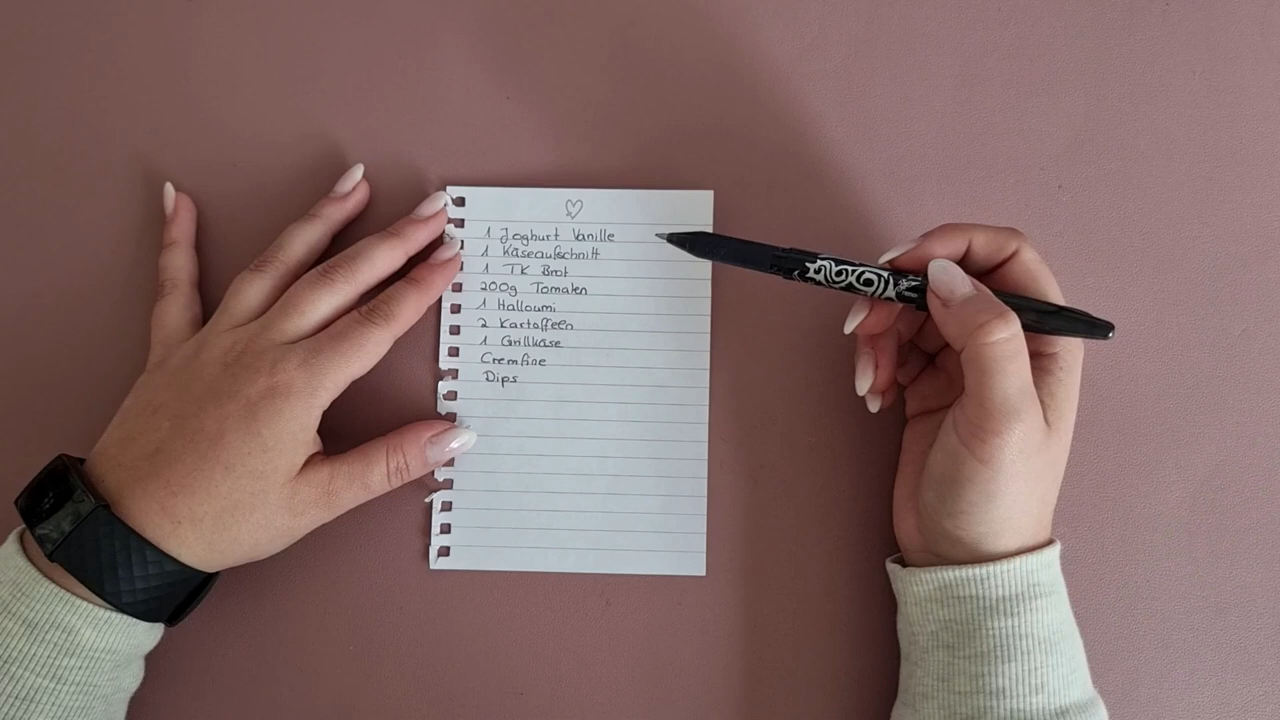 1 Joghurt Vanille
1 Käseaufschnitt
1 TK Brot
200g Tomaten
1 Halloumi
2 Kartoffeln
1 Grillkäse
Cremfine
Dips